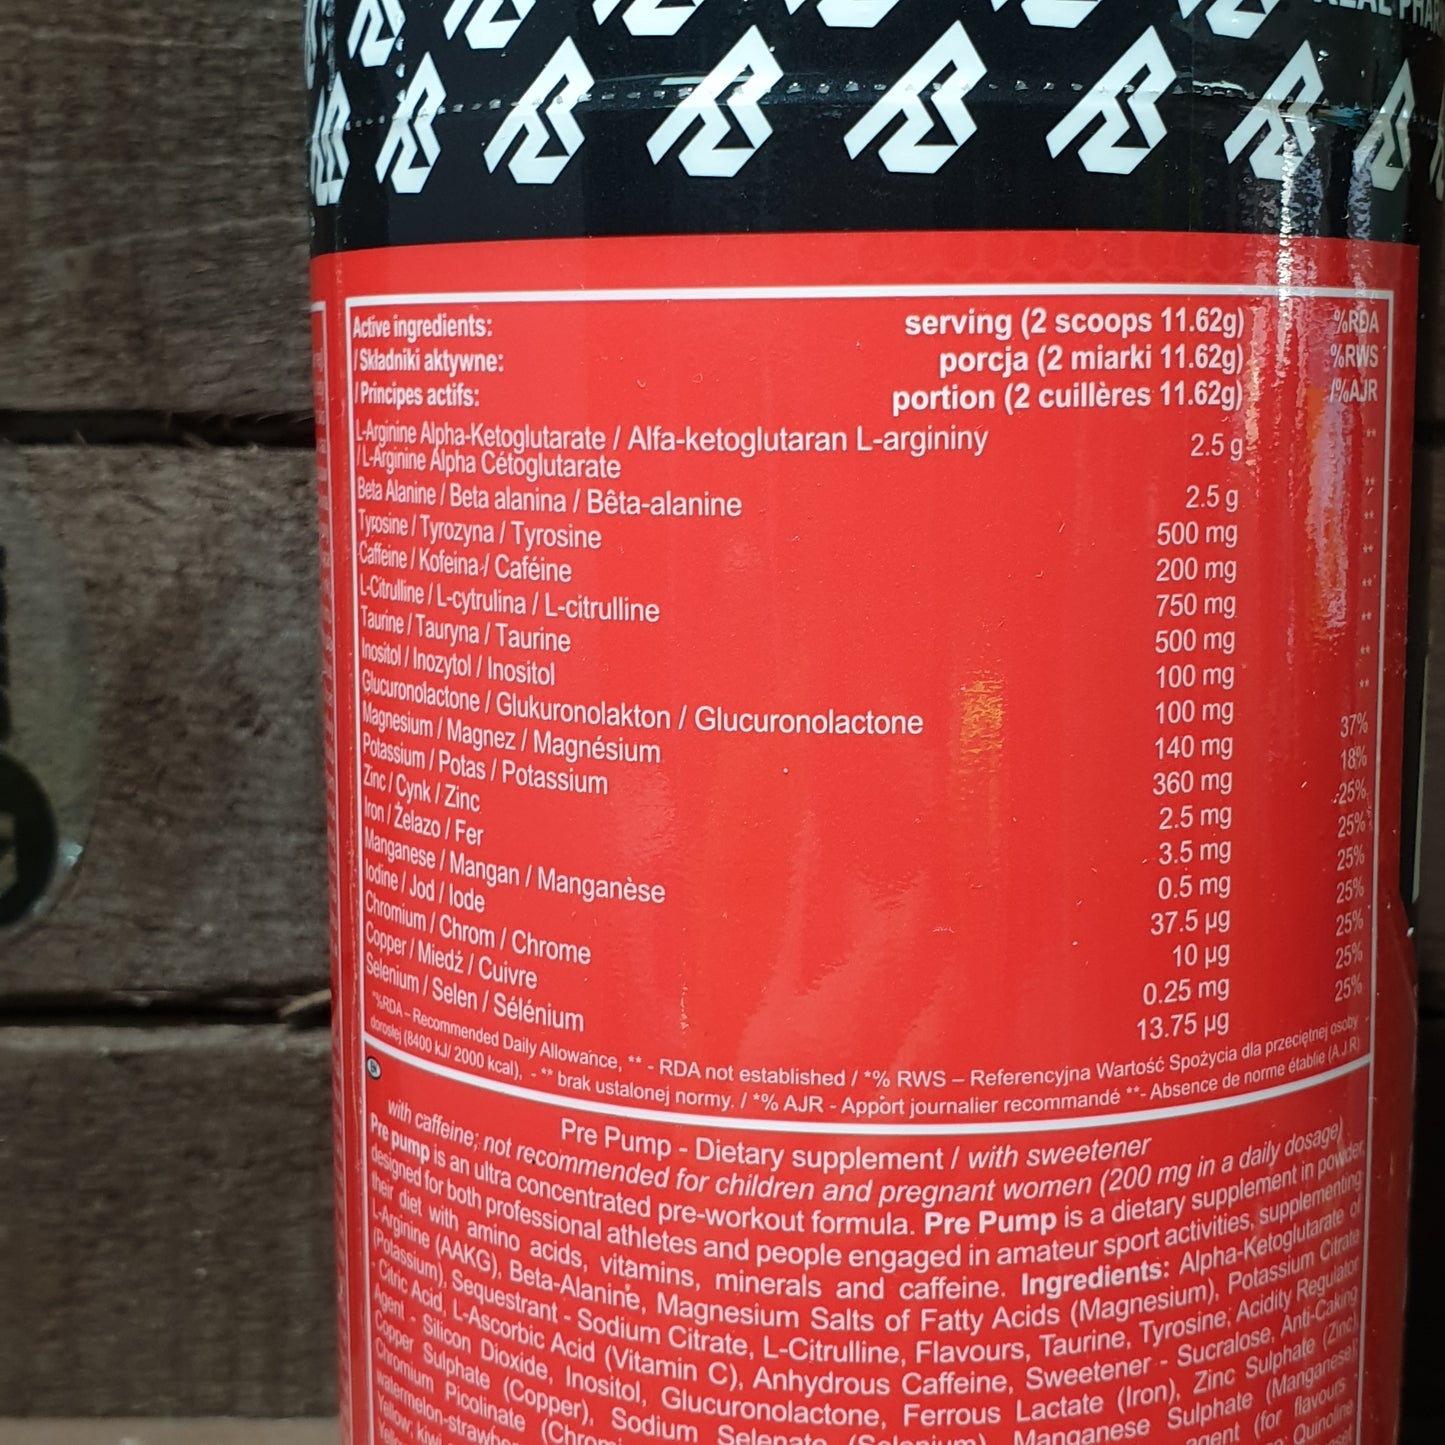 REAL PHAR
Active ingredients: serving (2 scoops 11.62g) %RDA
/Składniki aktywne: porcja (2 miarki 11.62g) %RWS
/Principes actifs: portion (2 cuillères 11.62g) /%AJR
L-Arginine Alpha-Ketoglutarate / Alfa-ketoglutaran L-argininy 2.5 g **
/L-Arginine Alpha Cétoglutarate
Beta Alanine / Beta alanina / Bêta-alanine 2.5 g **
Tyrosine / Tyrozyna / Tyrosine 500 mg **
Caffeine / Kofeina / Caféine 200 mg **
L-Citrulline / L-cytrulina / L-citrulline 750 mg **
Taurine / Tauryna / Taurine 500 mg **
Inositol / Inozytol / Inositol 100 mg **
Glucuronolactone / Glukuronolakton / Glucuronolactone 100 mg **
Magnesium / Magnez / Magnésium 140 mg 37%
Potassium / Potas / Potassium 360 mg 18%
Zinc / Cynk / Zinc 2.5 mg 25%
Iron / Żelazo / Fer 3.5 mg 25%
Manganese / Mangan / Manganèse 0.5 mg 25%
Iodine / Jod / Iode 37.5 µg 25%
Chromium / Chrom / Chrome 10 µg 25%
Copper / Miedź / Cuivre 0.25 mg 25%
Selenium / Selen / Sélénium 13.75 µg 25%
*%RDA – Recommended Daily Allowance, ** - RDA not established / *% RWS – Referencyjna Wartość Spożycia dla przeciętnej osoby
dorosłej (8400 kJ/ 2000 kcal), - ** brak ustalonej normy. / *% AJR - Apport journalier recommandé **- Absence de norme établie (A.J.R)
EN
Pre Pump - Dietary supplement / with sweetener
with caffeine; not recommended for children and pregnant women (200 mg in a daily dosage)
Pre pump is an ultra concentrated pre-workout formula. Pre Pump is a dietary supplement in powder,
designed for both professional athletes and people engaged in amateur sport activities, supplementing
their diet with amino acids, vitamins, minerals and caffeine. Ingredients: Alpha-Ketoglutarate of
L-Arginine (AAKG), Beta-Alanine, Magnesium Salts of Fatty Acids (Magnesium), Potassium Citrate
(Potassium), Sequestrant - Sodium Citrate, L-Citrulline, Flavours, Taurine, Tyrosine, Acidity Regulator
- Citric Acid, L-Ascorbic Acid (Vitamin C), Anhydrous Caffeine, Sweetener - Sucralose, Anti-Caking
Agent - Silicon Dioxide, Inositol, Glucuronolactone, Ferrous Lactate (Iron), Zinc Sulphate (Zinc),
Copper Sulphate (Copper), Sodium Selenate (Selenium), Manganese Sulphate (Manganese),
Chromium Picolinate (Chromi agent (for flavours
watermelon-strawbe Quinoline
Yellow; kiwi